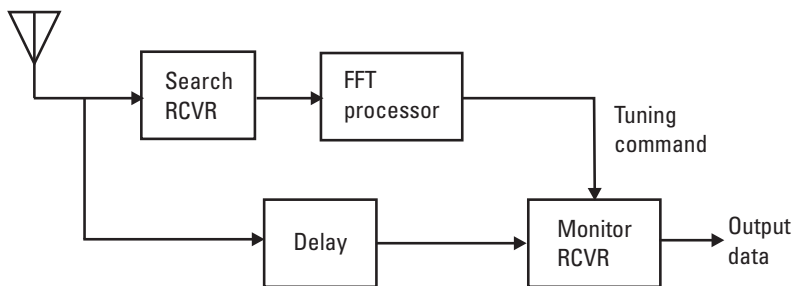 Search
RCVR
FFT
processor
Tuning
command
Delay
Monitor
RCVR
Output
data